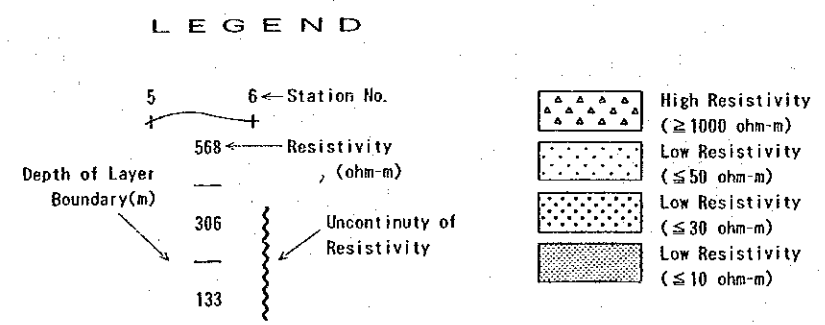 LEGEND
5 6 ← Station No.
568 ← Resistivity
(ohm-m)
Depth of Layer
Boundary(m)
306
Uncontinuty of
Resistivity
133
High Resistivity
(≧1000 ohm-m)
Low Resistivity
(≦50 ohm-m)
Low Resistivity
(≦30 ohm-m)
Low Resistivity
(≦10 ohm-m)